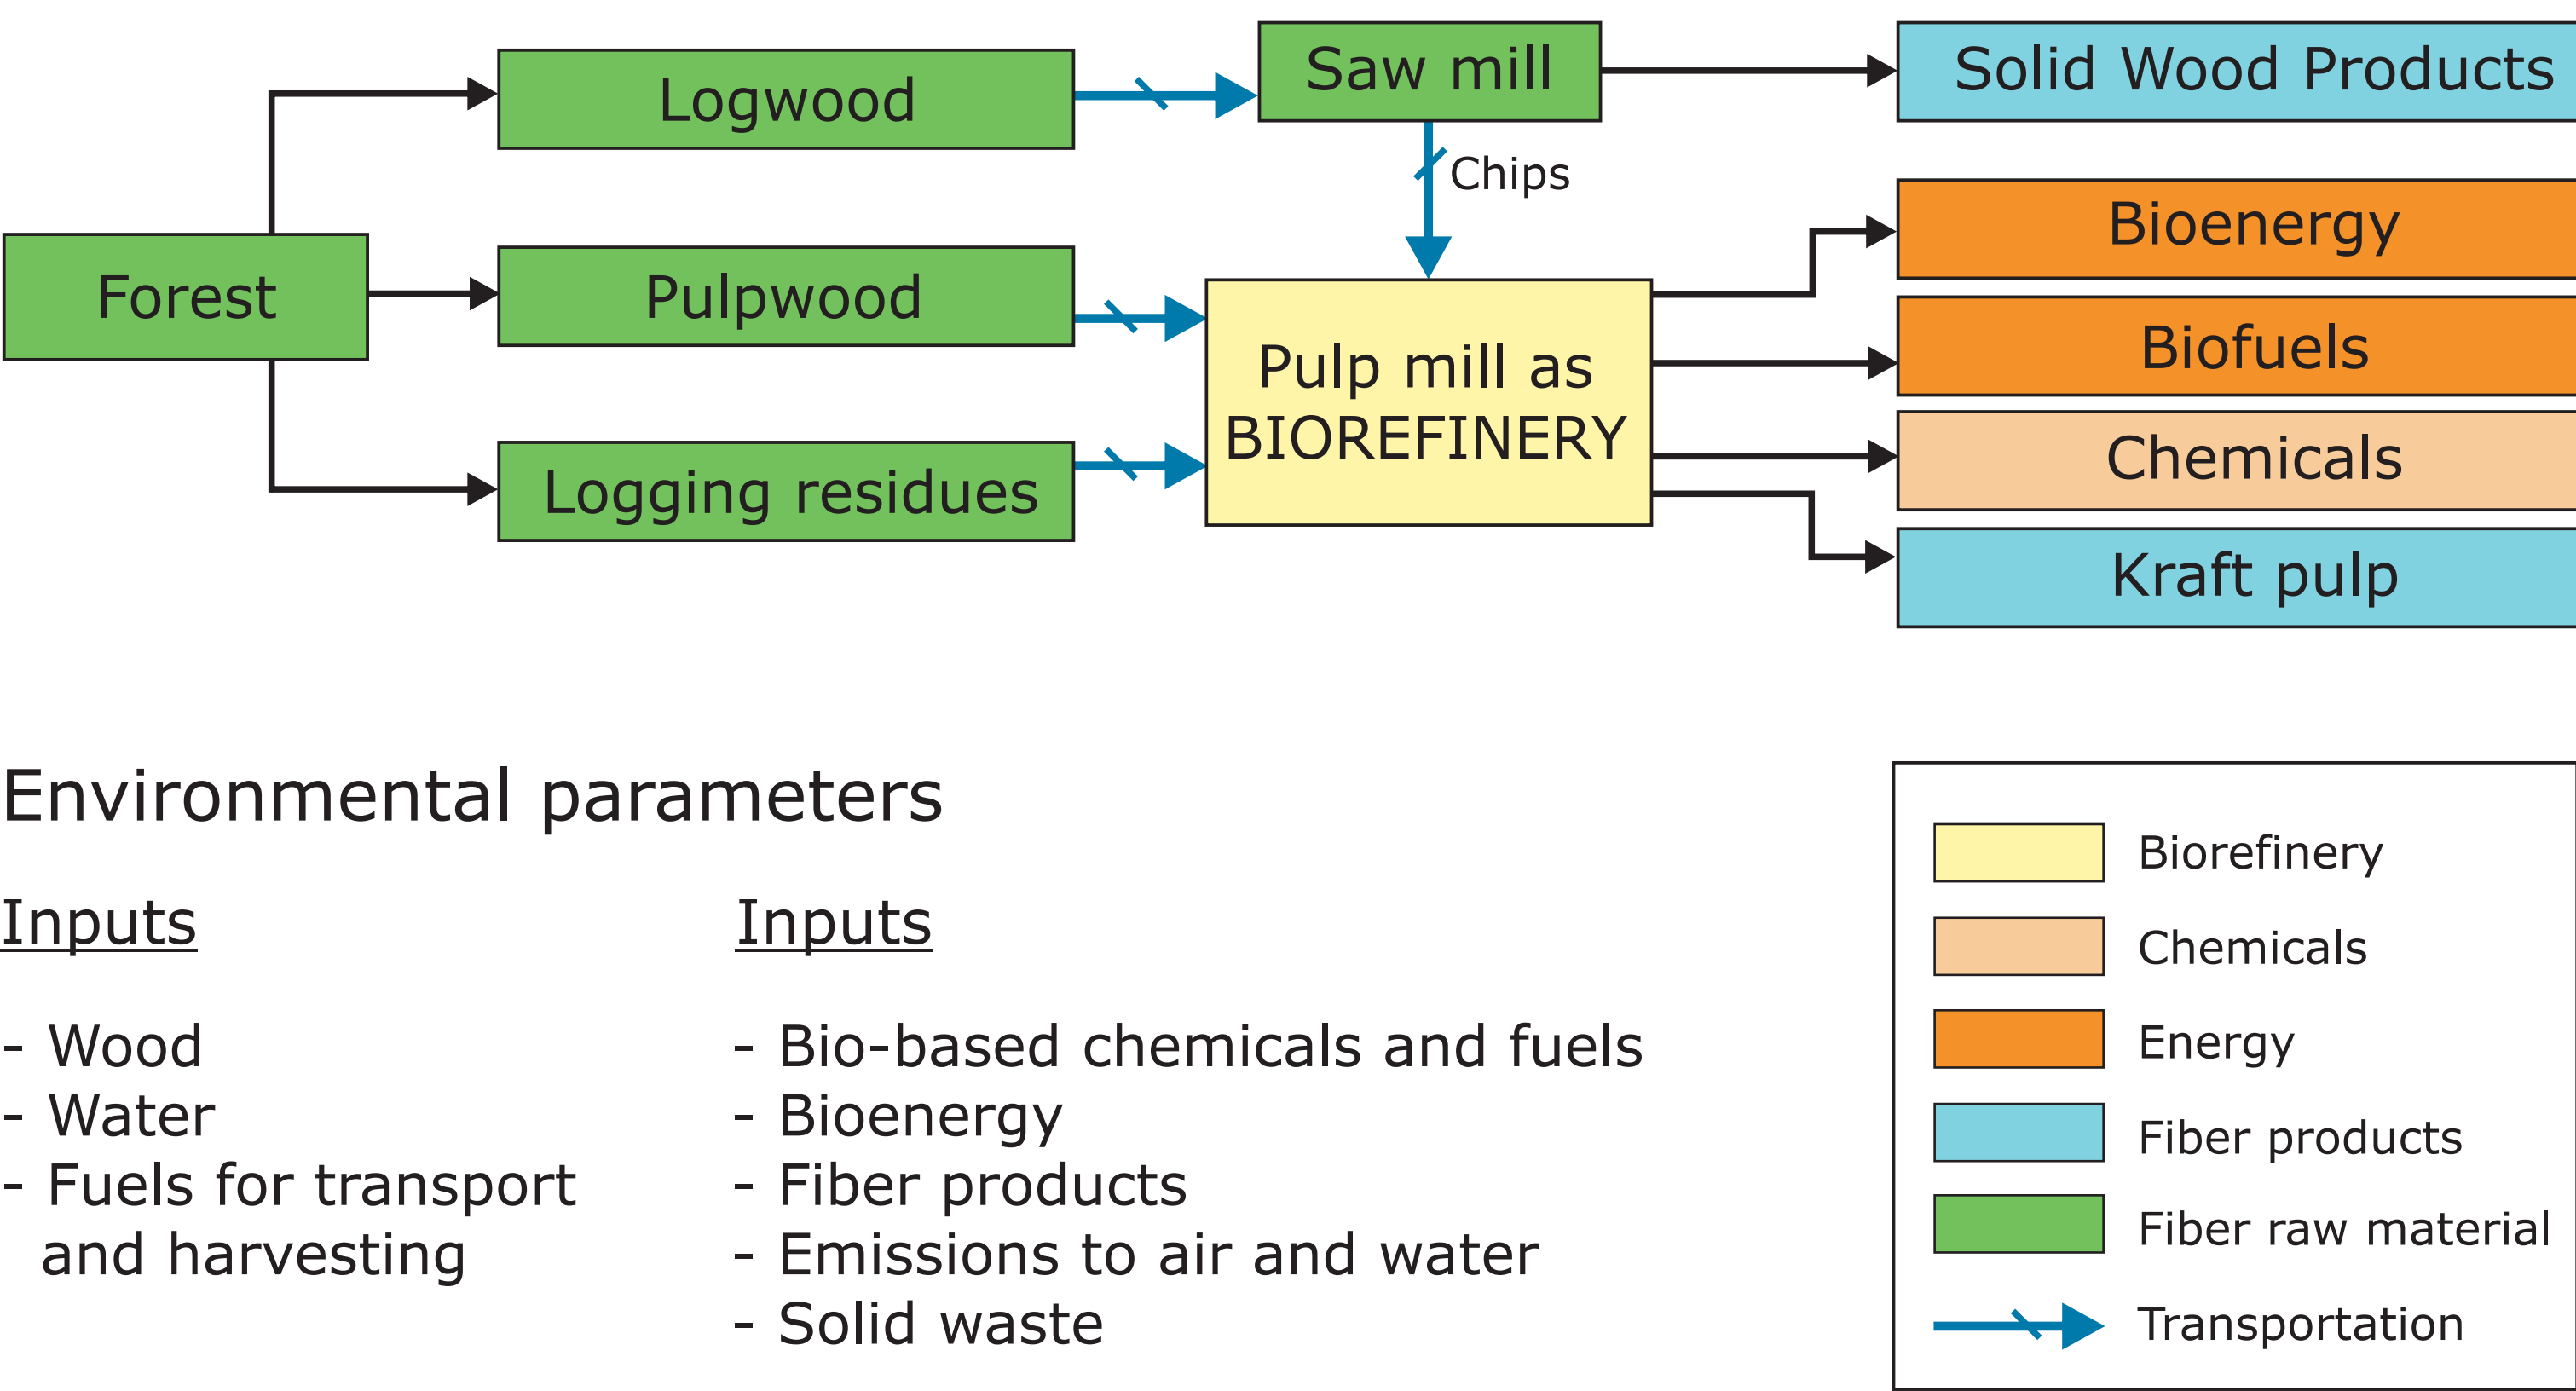 Saw mill
Solid Wood Products
Logwood
Chips
Bioenergy
Forest
Pulpwood
Pulp mill as
BIOREFINERY
Biofuels
Chemicals
Logging residues
Kraft pulp
Environmental parameters
Inputs
- Wood
- Water
- Fuels for transport
and harvesting
Inputs
- Bio-based chemicals and fuels
- Bioenergy
- Fiber products
- Emissions to air and water
- Solid waste
Biorefinery
Chemicals
Energy
Fiber products
Fiber raw material
Transportation